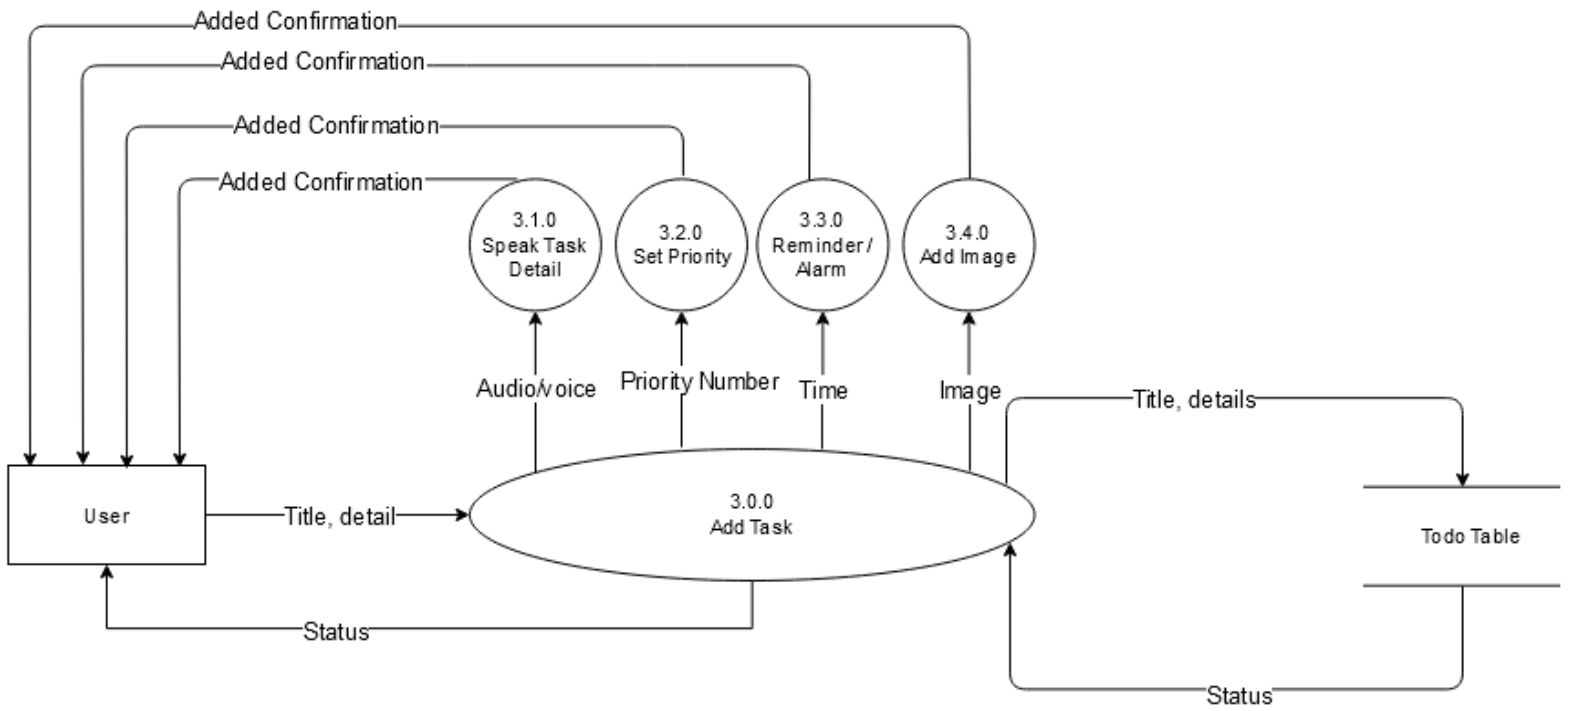 Added Confirmation
Added Confirmation
Added Confirmation
Added Confirmation
3.1.0
Speak Task
Detail
3.2.0
Set Priority
3.3.0
Reminder /
Alarm
3.4.0
Add Image
Audio/voice
Priority Number
Time
Image
Title, details
User
Title, detail
3.0.0
Add Task
Todo Table
Status
Status